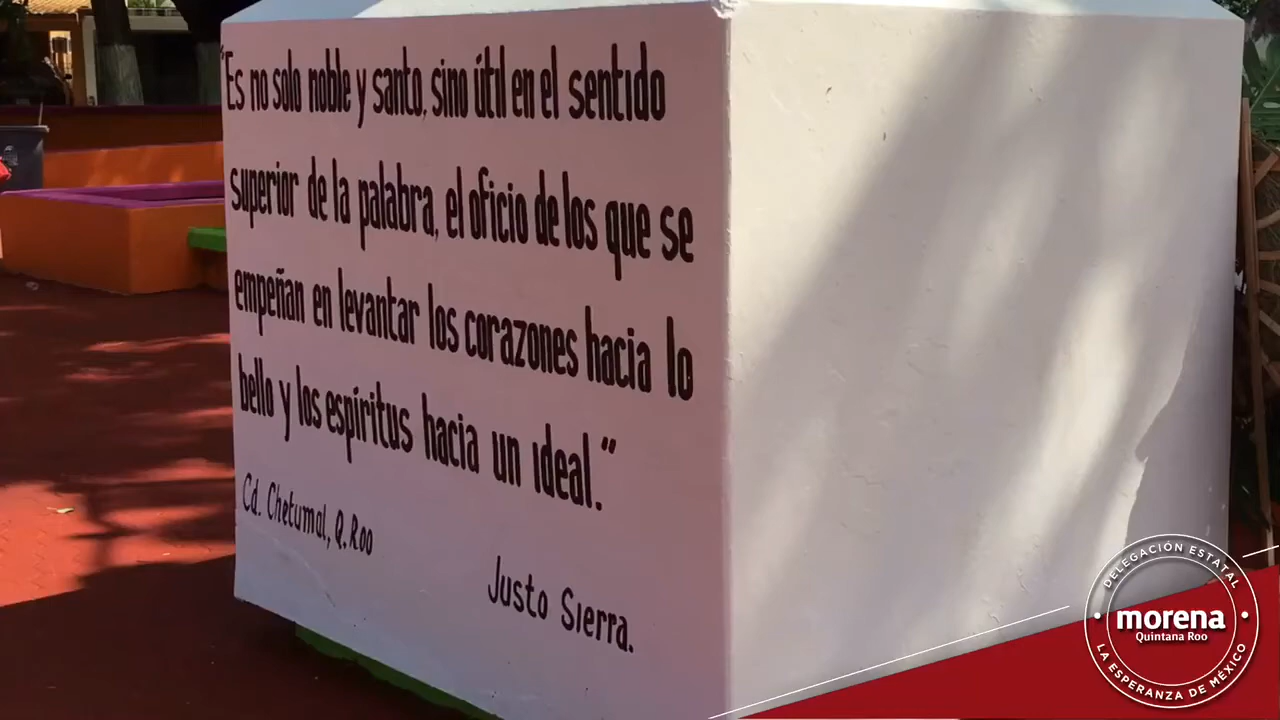 “Es no solo noble y santo, sino útil en el sentido
superior de la palabra, el oficio de los que se
empeñan en levantar los corazones hacia lo
bello y los espíritus hacia un ideal.”
Cd. Chetumal, Q. Roo
Justo Sierra.
DELEGACIÓN ESTATAL
morena
Quintana Roo
LA ESPERANZA DE MÉXICO